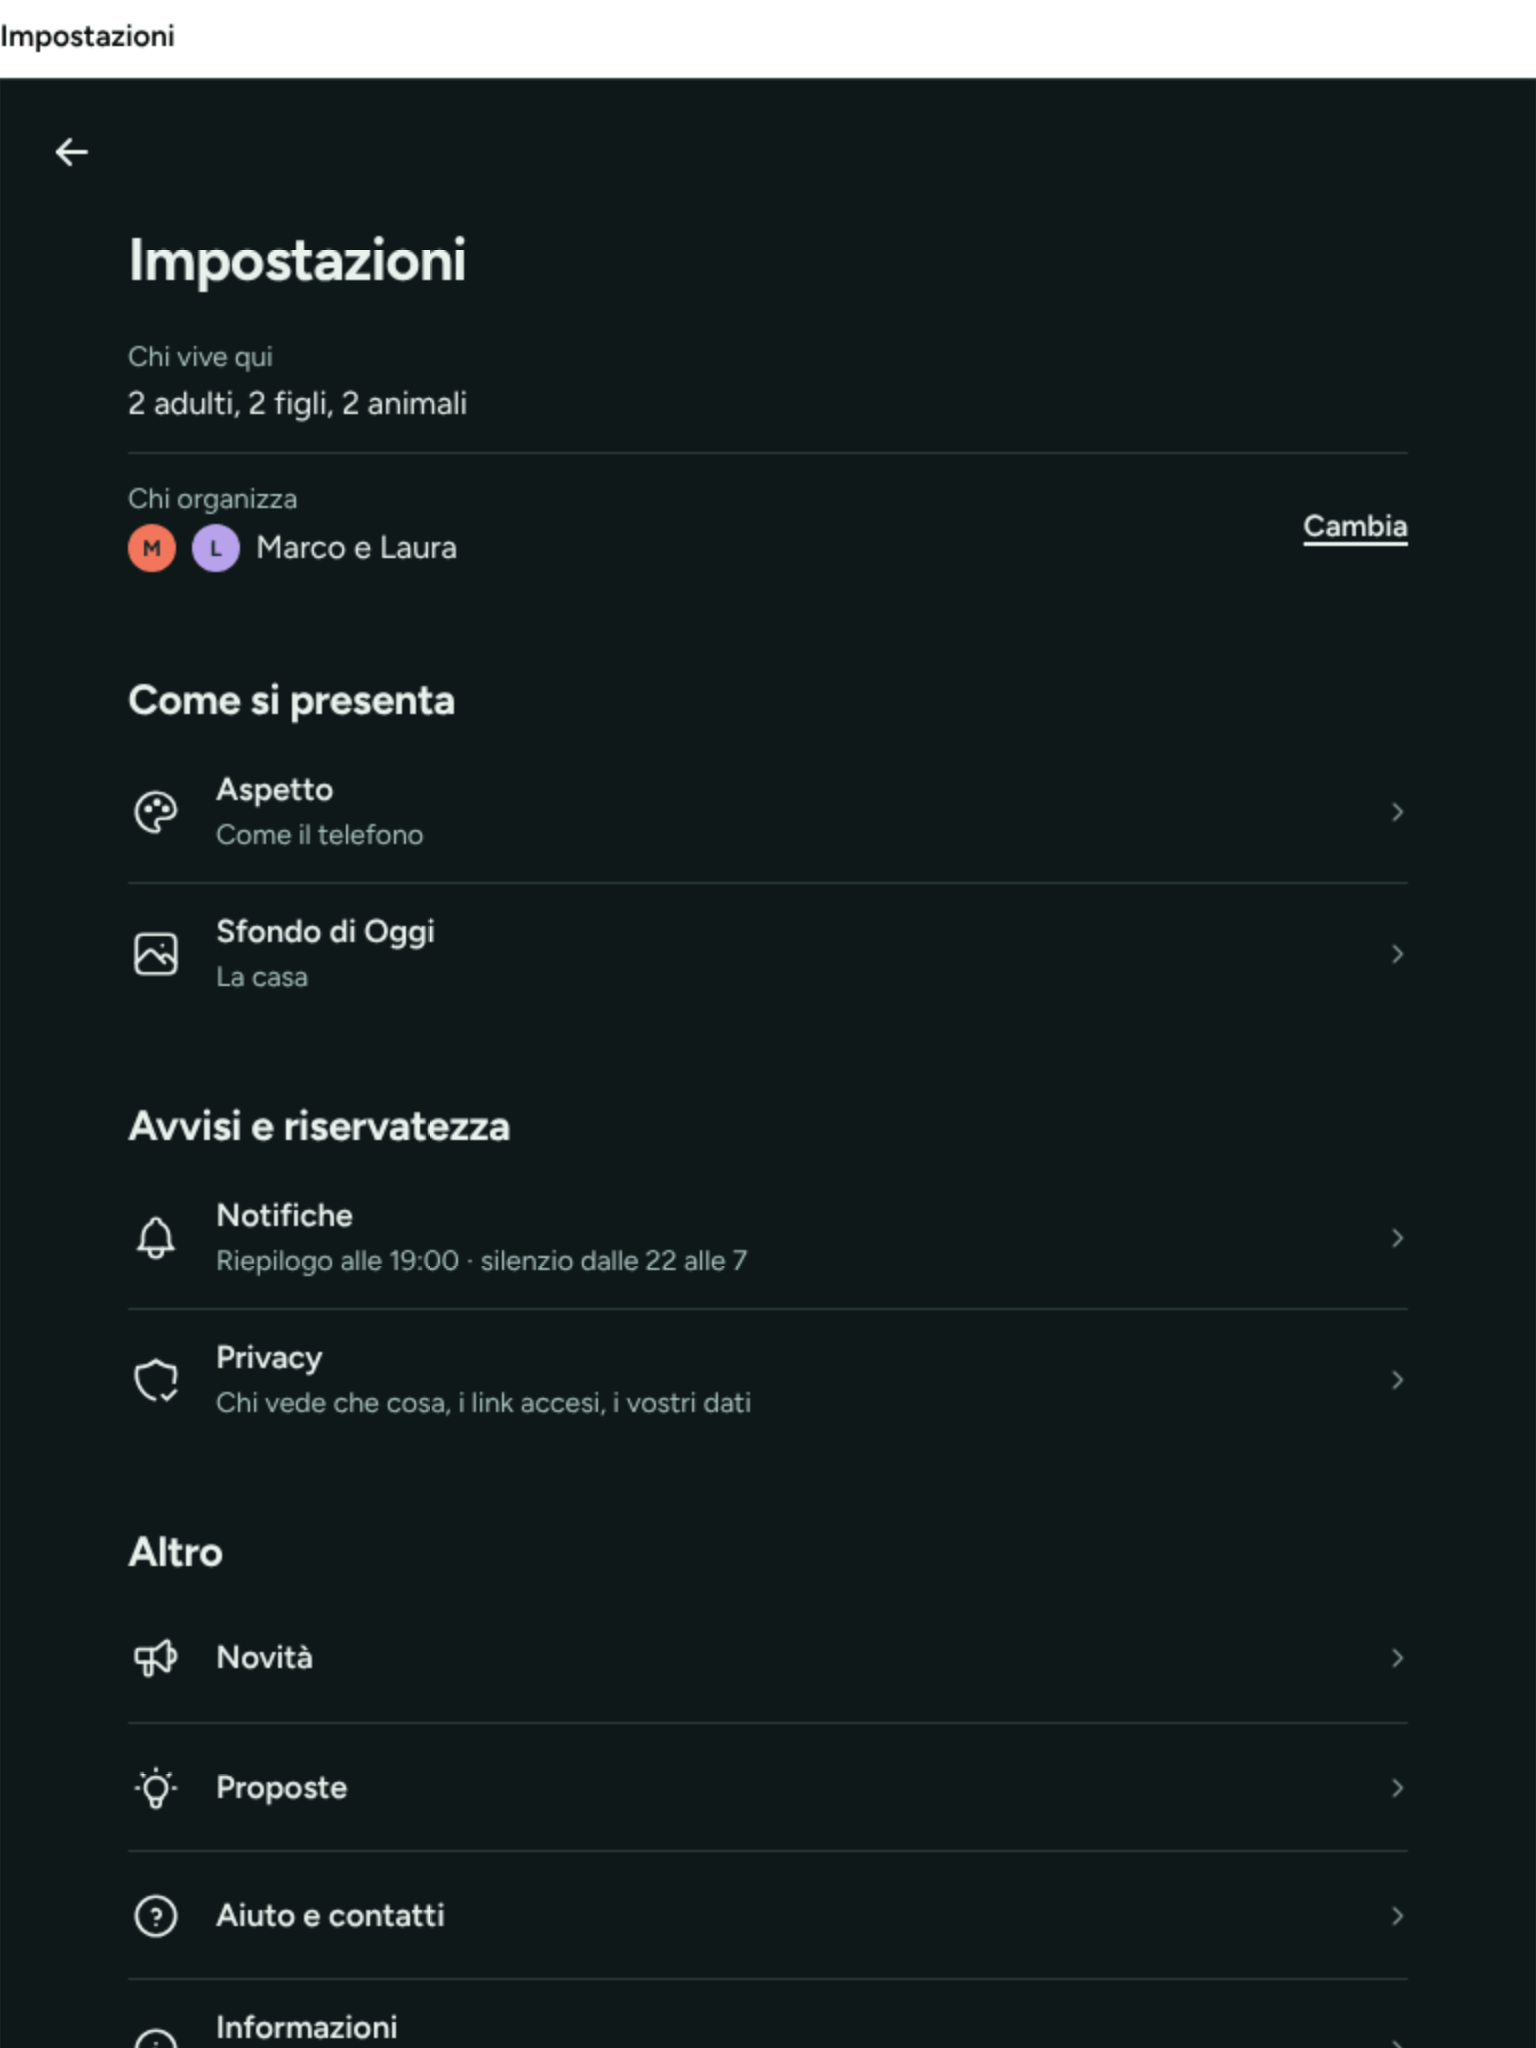 Impostazioni
Impostazioni
Chi vive qui
2 adulti, 2 figli, 2 animali
Chi organizza
M L Marco e Laura
Cambia
Come si presenta
Aspetto
Come il telefono
Sfondo di Oggi
La casa
Avvisi e riservatezza
Notifiche
Riepilogo alle 19:00 · silenzio dalle 22 alle 7
Privacy
Chi vede che cosa, i link accesi, i vostri dati
Altro
Novità
Proposte
Aiuto e contatti
Informazioni